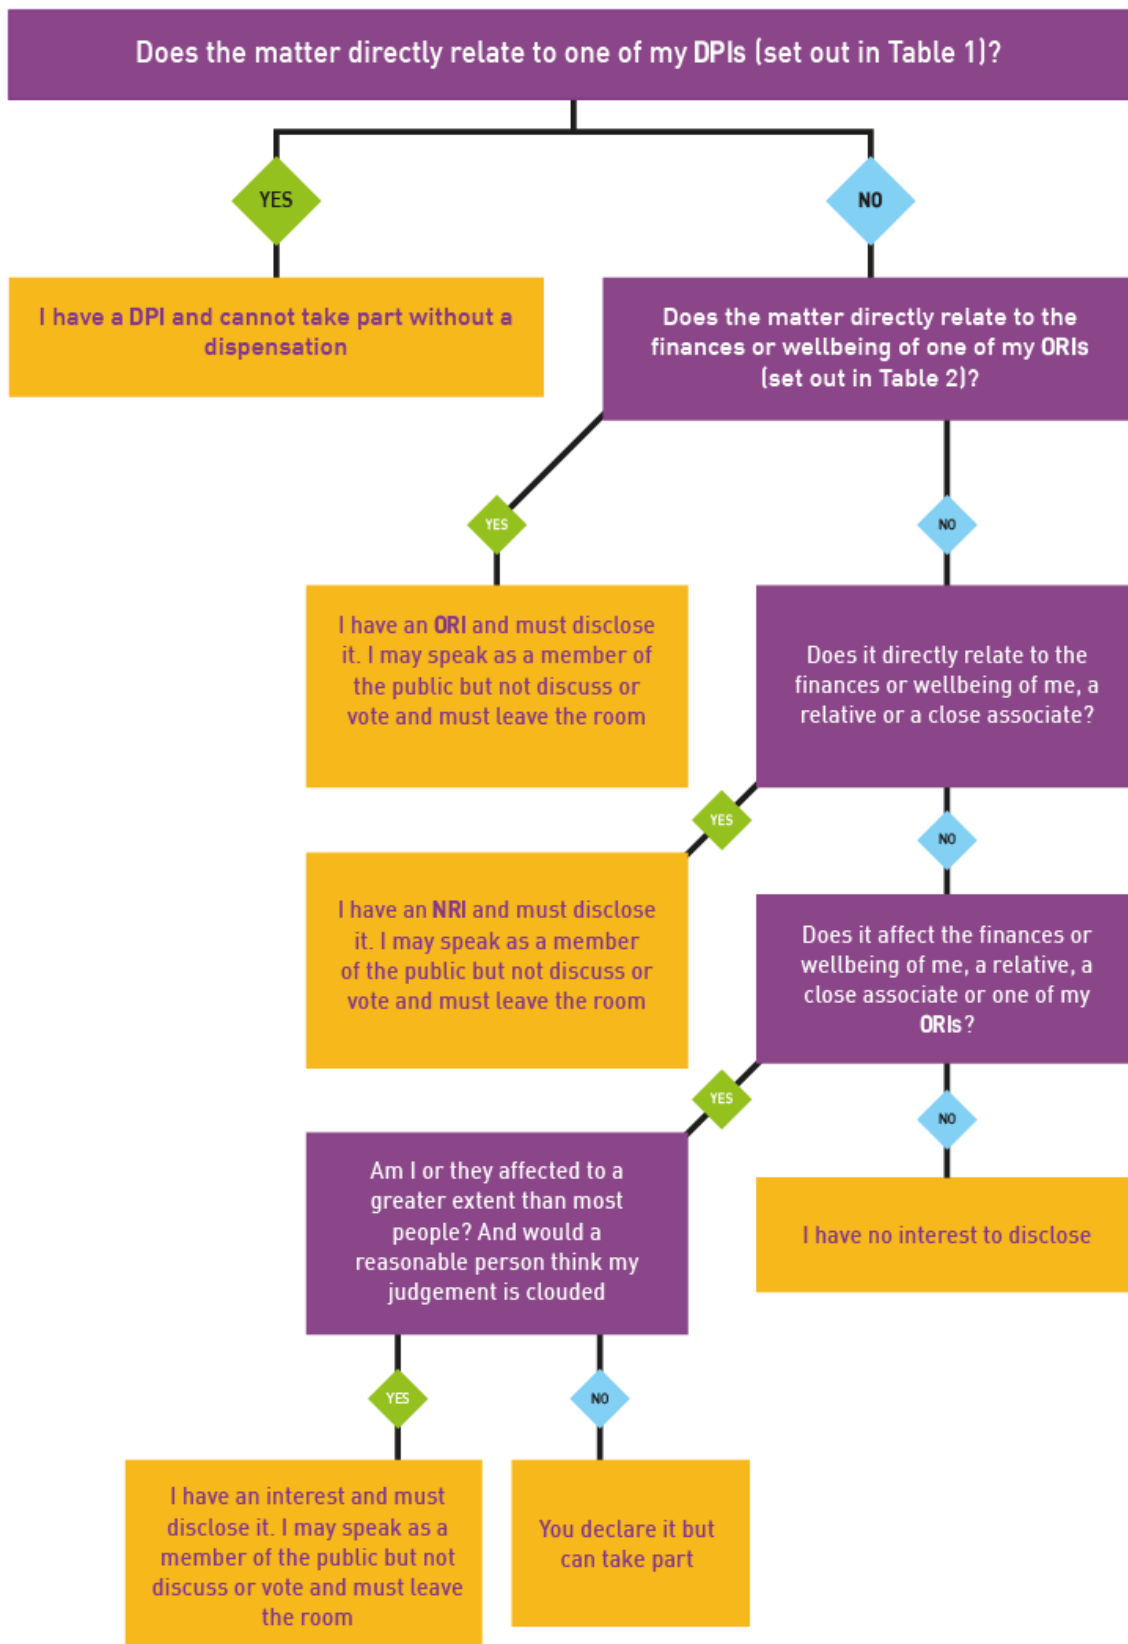 Does the matter directly relate to one of my DPIs (set out in Table 1)?
YES
NO
I have a DPI and cannot take part without a
dispensation
Does the matter directly relate to the
finances or wellbeing of one of my ORIs
(set out in Table 2)?
YES
NO
I have an ORI and must disclose
it. I may speak as a member of
the public but not discuss or
vote and must leave the room
Does it directly relate to the
finances or wellbeing of me, a
relative or a close associate?
YES
NO
I have an NRI and must disclose
it. I may speak as a member
of the public but not discuss or
vote and must leave the room
Does it affect the finances or
wellbeing of me, a relative, a
close associate or one of my
ORIs?
YES
NO
Am I or they affected to a
greater extent than most
people? And would a
reasonable person think my
judgement is clouded
I have no interest to disclose
YES
NO
I have an interest and must
disclose it. I may speak as a
member of the public but not
discuss or vote and must leave
the room
You declare it but
can take part